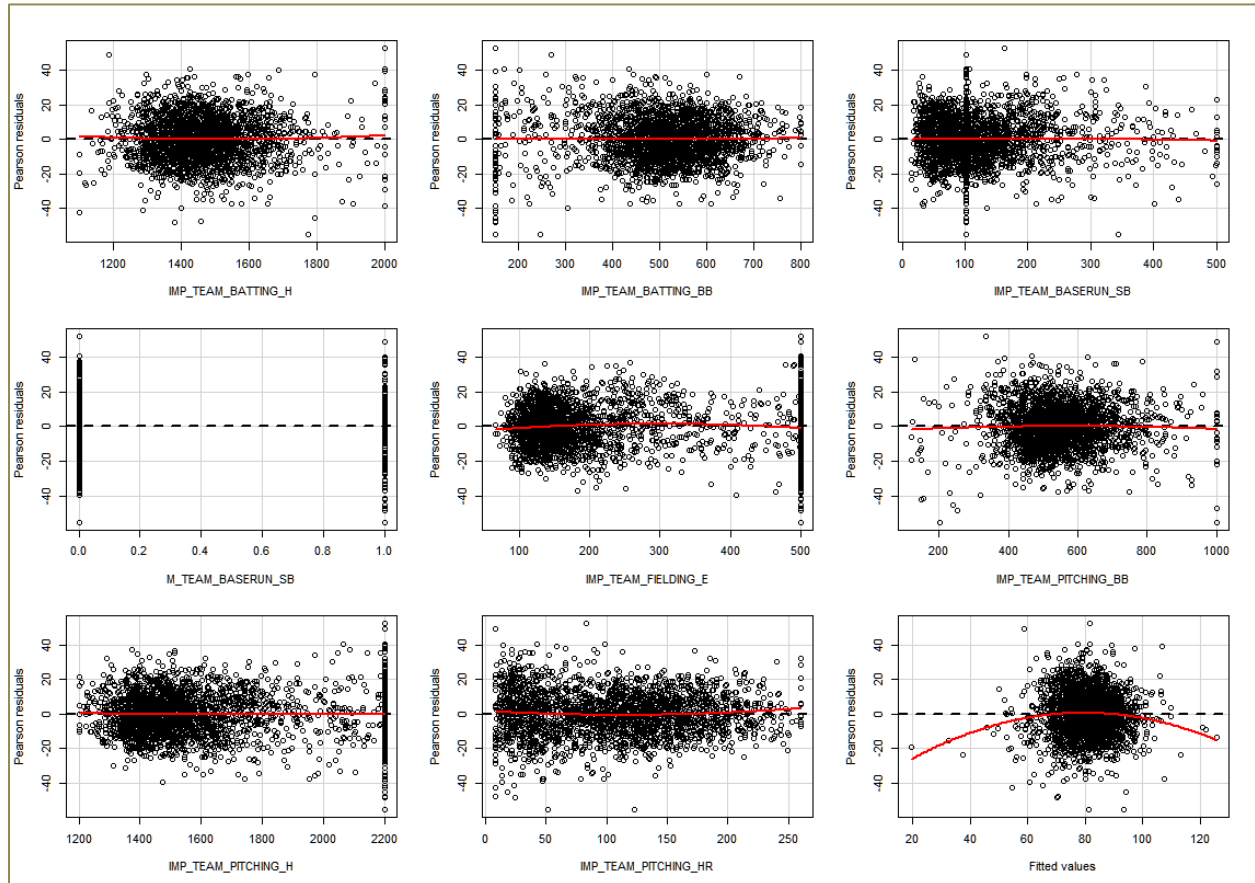 Pearson residuals
40
20
0
-20
-40
1200 1400 1600 1800 2000
IMP_TEAM_BATTING_H
Pearson residuals
40
20
0
-20
-40
200 300 400 500 600 700 800
IMP_TEAM_BATTING_BB
Pearson residuals
40
20
0
-20
-40
0 100 200 300 400 500
IMP_TEAM_BASERUN_SB
Pearson residuals
40
20
0
-20
-40
0.0 0.2 0.4 0.6 0.8 1.0
M_TEAM_BASERUN_SB
Pearson residuals
40
20
0
-20
-40
100 200 300 400 500
IMP_TEAM_FIELDING_E
Pearson residuals
40
20
0
-20
-40
200 400 600 800 1000
IMP_TEAM_PITCHING_BB
Pearson residuals
40
20
0
-20
-40
1200 1400 1600 1800 2000 2200
IMP_TEAM_PITCHING_H
Pearson residuals
40
20
0
-20
-40
0 50 100 150 200 250
IMP_TEAM_PITCHING_HR
Pearson residuals
40
20
0
-20
-40
20 40 60 80 100 120
Fitted values